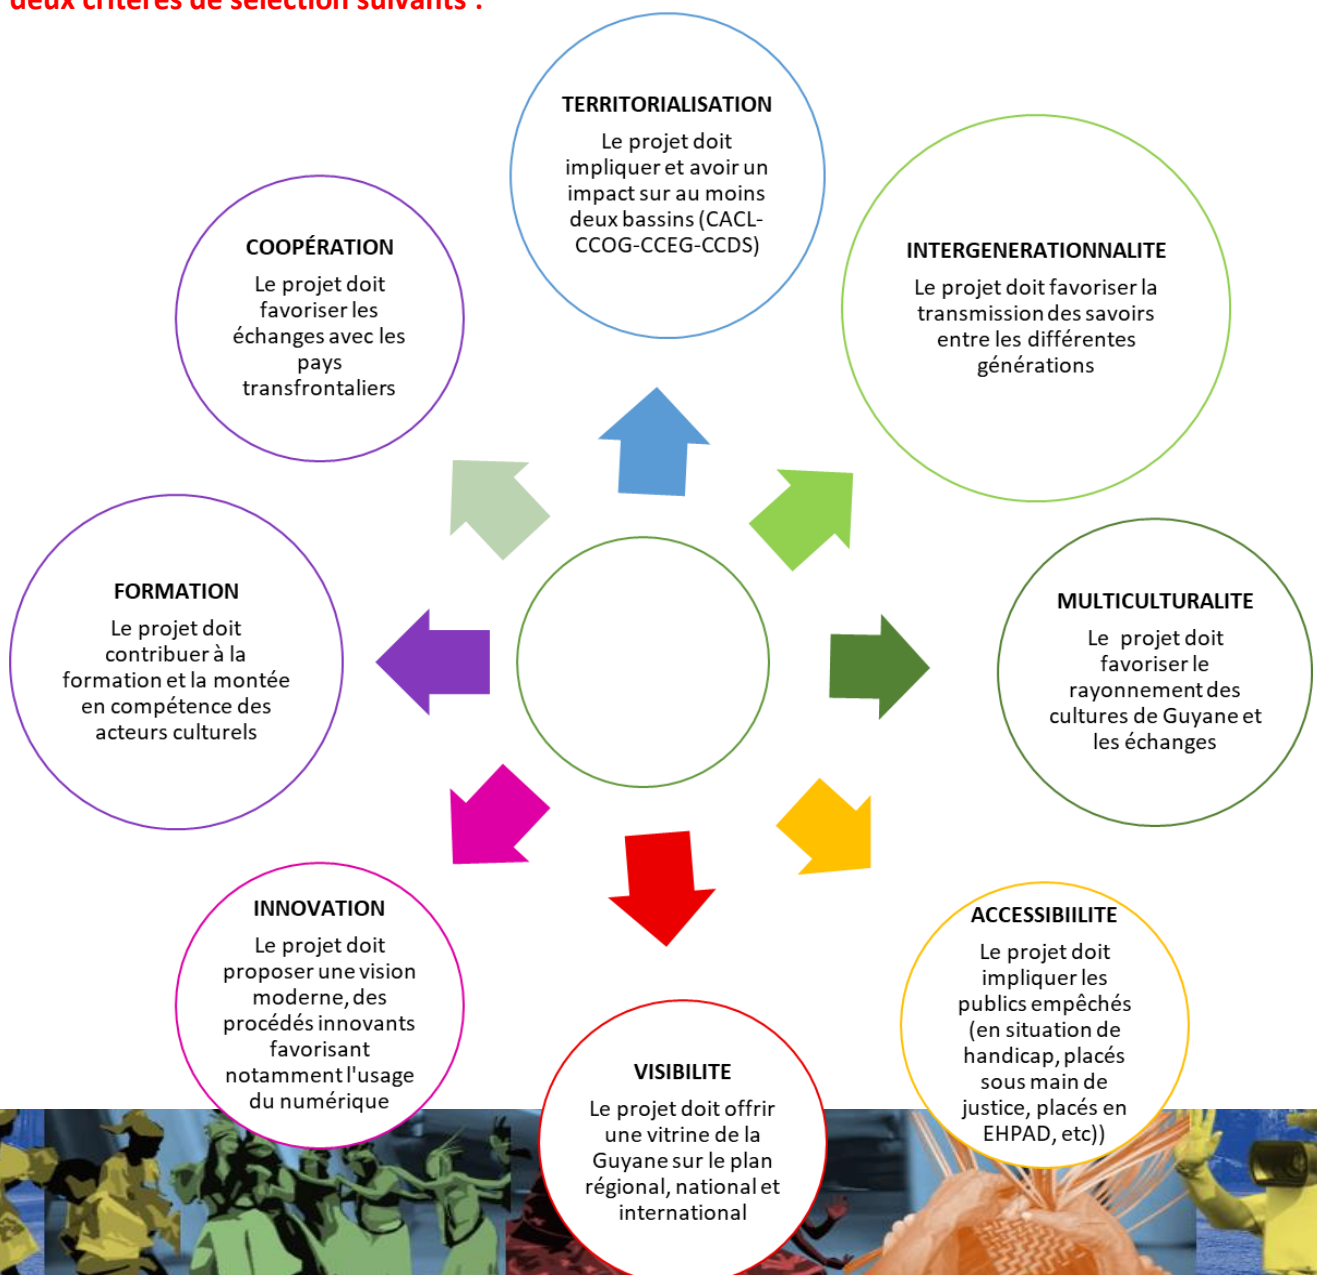 deux critères de sélection suivants :
TERRITORIALISATION
Le projet doit
impliquer et avoir un
impact sur au moins
deux bassins (CACL-
CCOG-CCEG-CCDS)
INTERGENERATIONNALITE
Le projet doit favoriser la
transmission des savoirs
entre les différentes
générations
MULTICULTURALITE
Le projet doit
favoriser le
rayonnement des
cultures de Guyane et
les échanges
ACCESSIBIILITE
Le projet doit
impliquer les
publics empêchés
(en situation de
handicap, placés
sous main de
justice, placés en
EHPAD, etc))
VISIBILITE
Le projet doit offrir
une vitrine de la
Guyane sur le plan
régional, national et
international
INNOVATION
Le projet doit
proposer une vision
moderne, des
procédés innovants
favorisant
notamment l'usage
du numérique
FORMATION
Le projet doit
contribuer à la
formation et la montée
en compétence des
acteurs culturels
COOPÉRATION
Le projet doit
favoriser les
échanges avec les
pays
transfrontaliers